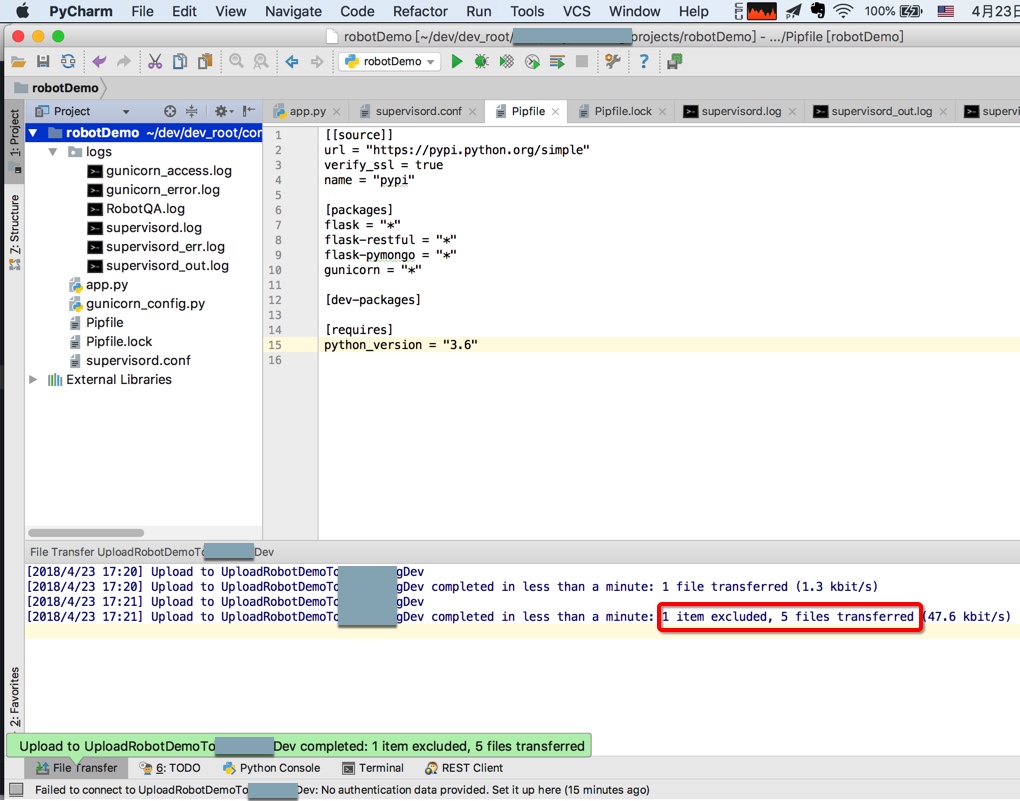 PyCharm File Edit View Navigate Code Refactor Run Tools VCS Window Help 100% 4月23日
robotDemo [~/dev/dev_root/ projects/robotDemo] - .../Pipfile [robotDemo]
robotDemo
robotDemo
Project
app.py supervisord.conf Pipfile Pipfile.lock supervisord.log supervisord_out.log superv
1: Project
Z: Structure
2: Favorites
robotDemo ~/dev/dev_root/cor
logs
gunicorn_access.log
gunicorn_error.log
RobotQA.log
supervisord.log
supervisord_err.log
supervisord_out.log
app.py
gunicorn_config.py
Pipfile
Pipfile.lock
supervisord.conf
External Libraries
1 [[source]]
2 url = "https://pypi.python.org/simple"
3 verify_ssl = true
4 name = "pypi"
5
6 [packages]
7 flask = "*"
8 flask-restful = "*"
9 flask-pymongo = "*"
10 gunicorn = "*"
11
12 [dev-packages]
13
14 [requires]
15 python_version = "3.6"
16
File Transfer UploadRobotDemoTo Dev
[2018/4/23 17:20] Upload to UploadRobotDemoTo gDev
[2018/4/23 17:20] Upload to UploadRobotDemoTo gDev completed in less than a minute: 1 file transferred (1.3 kbit/s)
[2018/4/23 17:21] Upload to UploadRobotDemoTo gDev
[2018/4/23 17:21] Upload to UploadRobotDemoTo gDev completed in less than a minute: 1 item excluded, 5 files transferred (47.6 kbit/s)
Upload to UploadRobotDemoTo Dev completed: 1 item excluded, 5 files transferred
File Transfer 6: TODO Python Console Terminal REST Client
Failed to connect to UploadRobotDemoTo Dev: No authentication data provided. Set it up here (15 minutes ago)